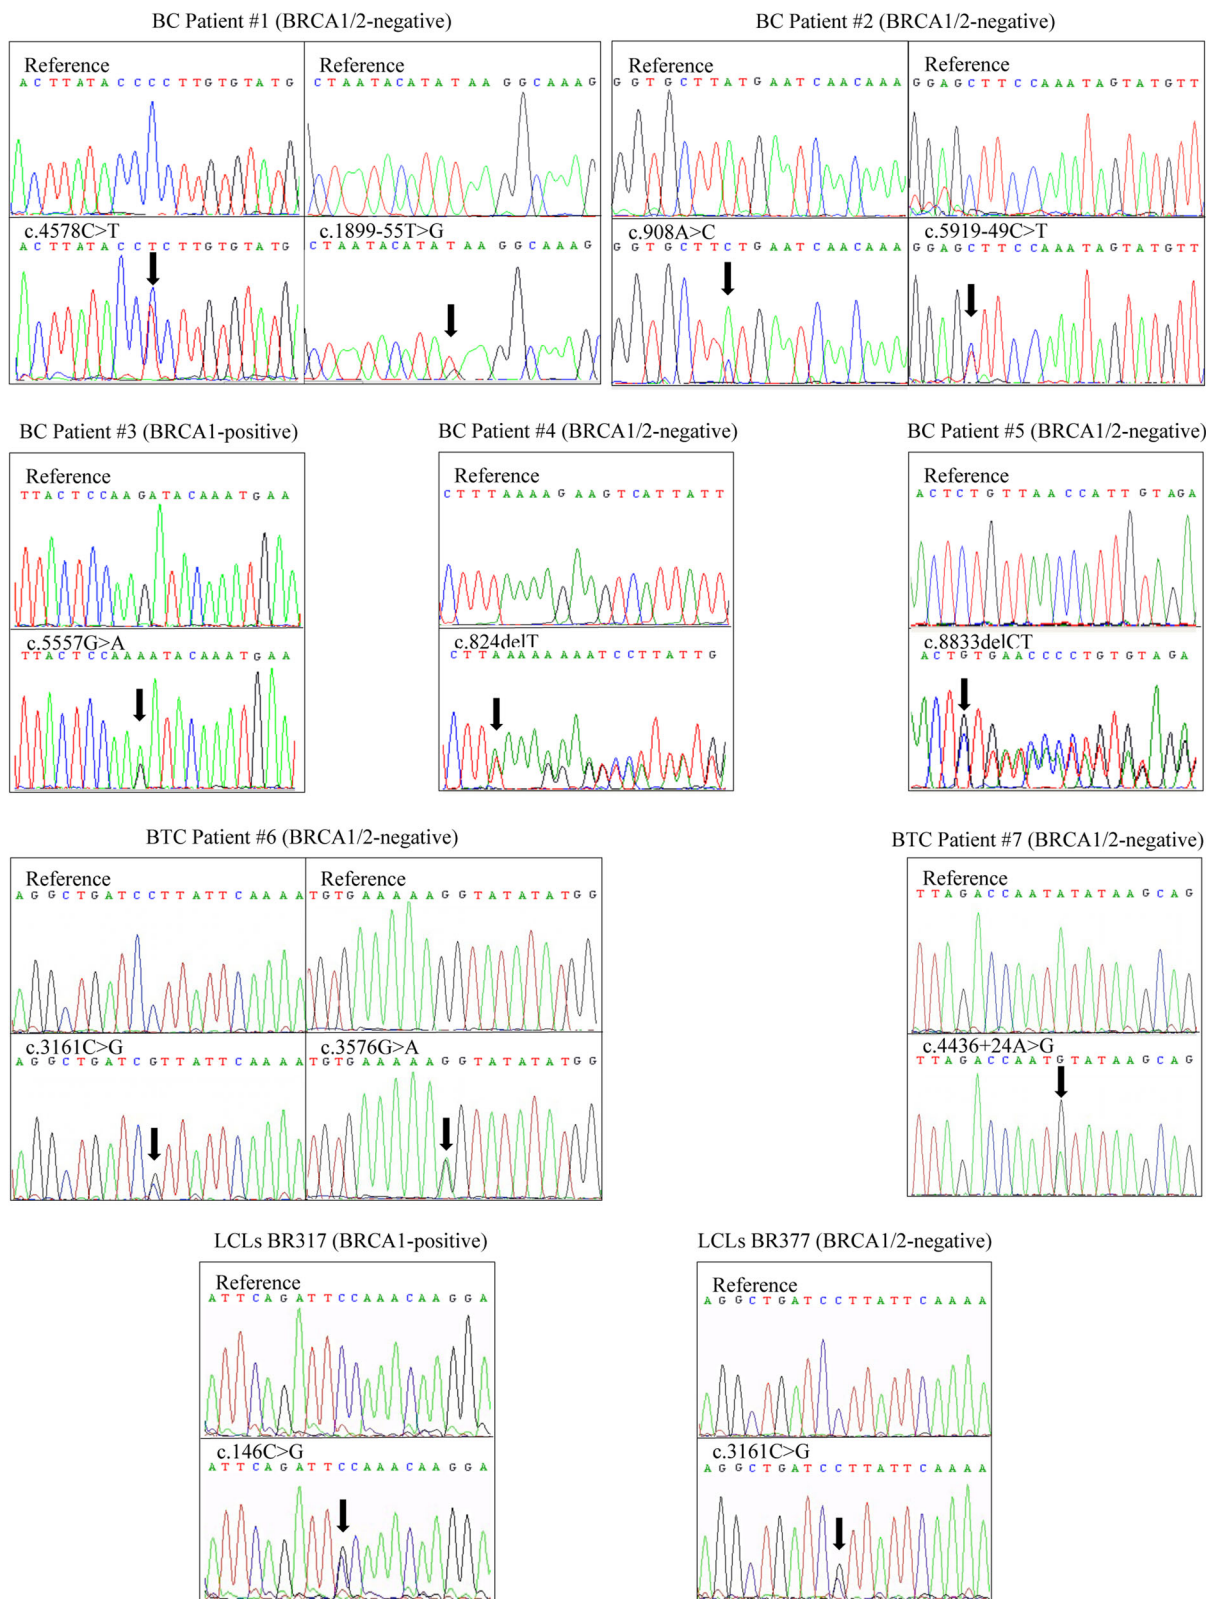 BC Patient #1 (BRCA1/2-negative)
BC Patient #2 (BRCA1/2-negative)
Reference
A C T T A T A C C C C T T G T G T A T G
Reference
C T A A T A C A T A T A A G G C A A A G
Reference
G G T G C T T A T G A A T C A A C A A A
Reference
G G A G C T T C C A A A T A G T A T G T T
c.4578C>T
A C T T A T A C C T C T T G T G T A T G
c.1899-55T>G
C T A A T A C A T A T A A G G C A A A G
c.908A>C
G G T G C T T C T G A A T C A A C A A A
c.5919-49C>T
G G A G C T T C C A A A T A G T A T G T T
BC Patient #3 (BRCA1-positive)
BC Patient #4 (BRCA1/2-negative)
BC Patient #5 (BRCA1/2-negative)
Reference
T T A C T C C A A G A T A C A A A T G A A
Reference
C T T T A A A A G A A G T C A T T A T T
Reference
A C T C T G T T A A C C A T T G T A G A
c.5557G>A
T T A C T C C A A A A T A C A A A T G A A
c.824delT
C T T A A A A A A A A T C C T T A T T G
c.8833delCT
A C T G T G A A C C C C T G T G T A G A
BTC Patient #6 (BRCA1/2-negative)
BTC Patient #7 (BRCA1/2-negative)
Reference
A G G C T G A T C C T T A T T C A A A A
Reference
T G T G A A A A A G G T A T A T A T G G
Reference
T T A G A C C A A T A T A T A A G C A G
c.3161C>G
A G G C T G A T C G T T A T T C A A A A
c.3576G>A
T G T G A A A A A G G T A T A T A T G G
c.4436+24A>G
T T A G A C C A A T G T A T A A G C A G
LCLs BR317 (BRCA1-positive)
LCLs BR377 (BRCA1/2-negative)
Reference
A T T C A G A T T C C A A A C A A G G A
Reference
A G G C T G A T C C T T A T T C A A A A
c.146C>G
A T T C A G A T T C C A A A C A A G G A
c.3161C>G
A G G C T G A T C C T T A T T C A A A A